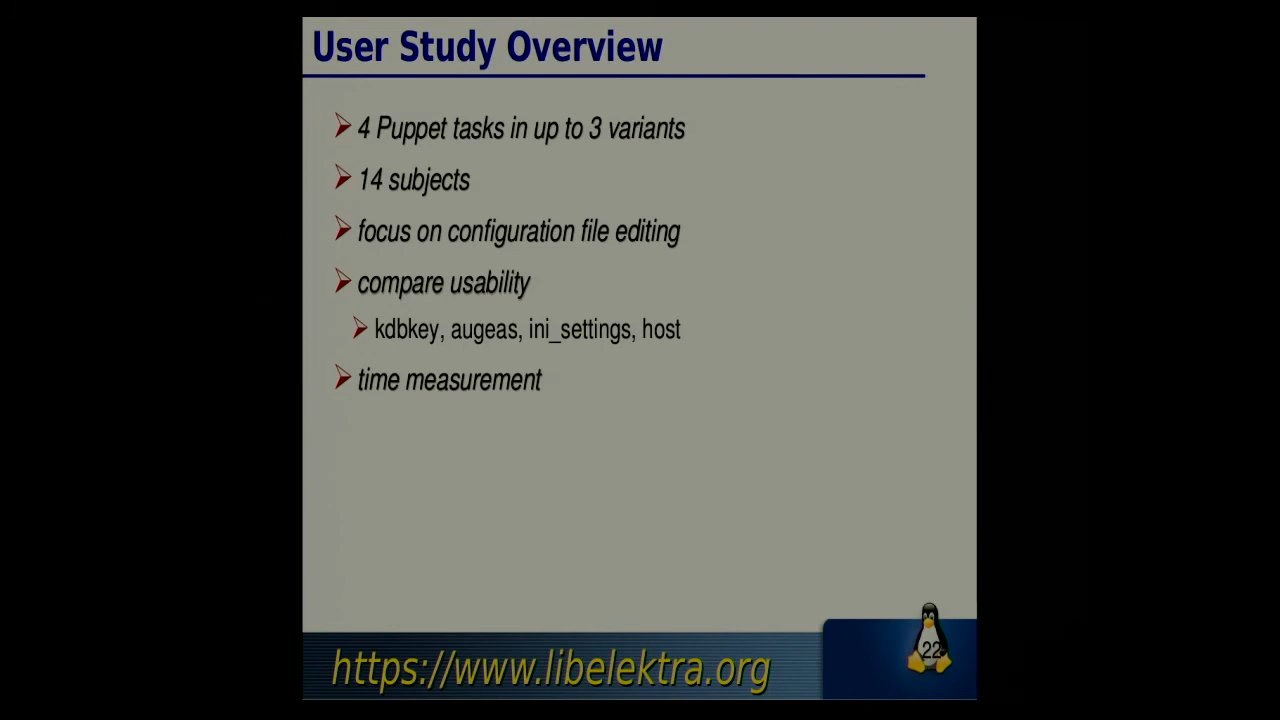 User Study Overview
4 Puppet tasks in up to 3 variants
14 subjects
focus on configuration file editing
compare usability
kdbkey, augeas, ini_settings, host
time measurement
https://www.libelektra.org
22